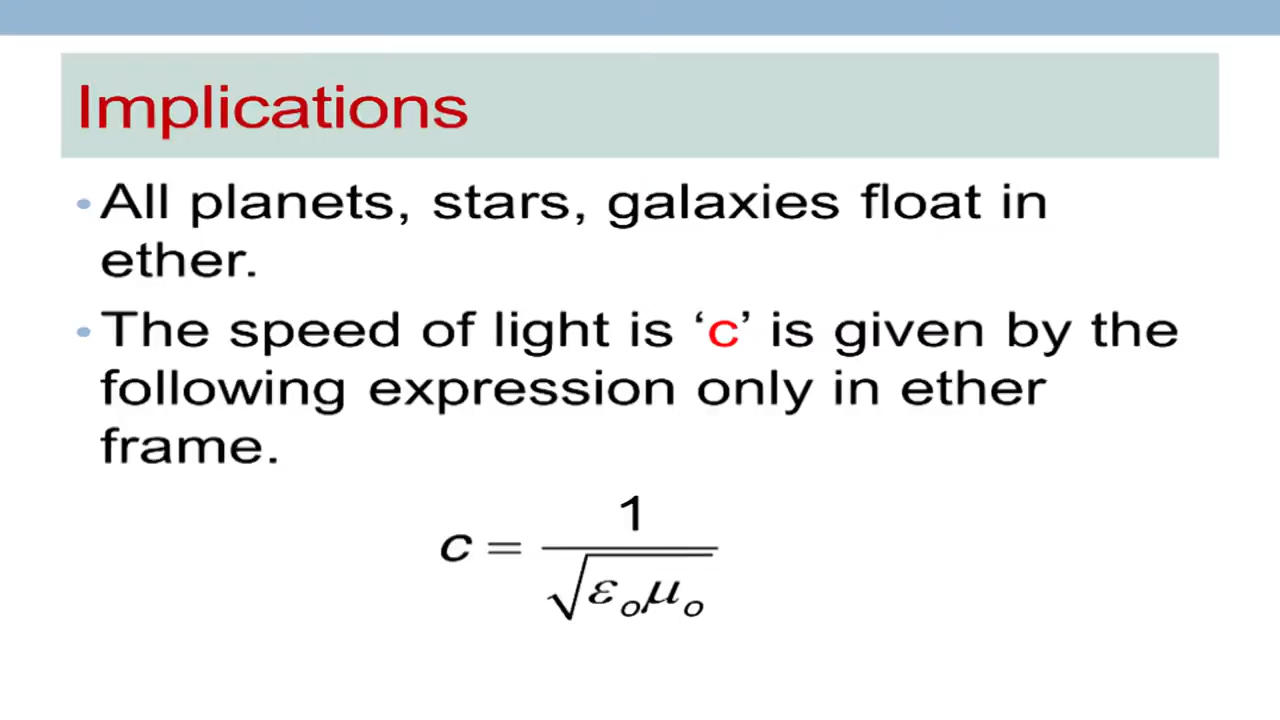 Implications
• All planets, stars, galaxies float in
ether.
• The speed of light is ‘c’ is given by the
following expression only in ether
frame.
c = 1 / √(ε₀μ₀)